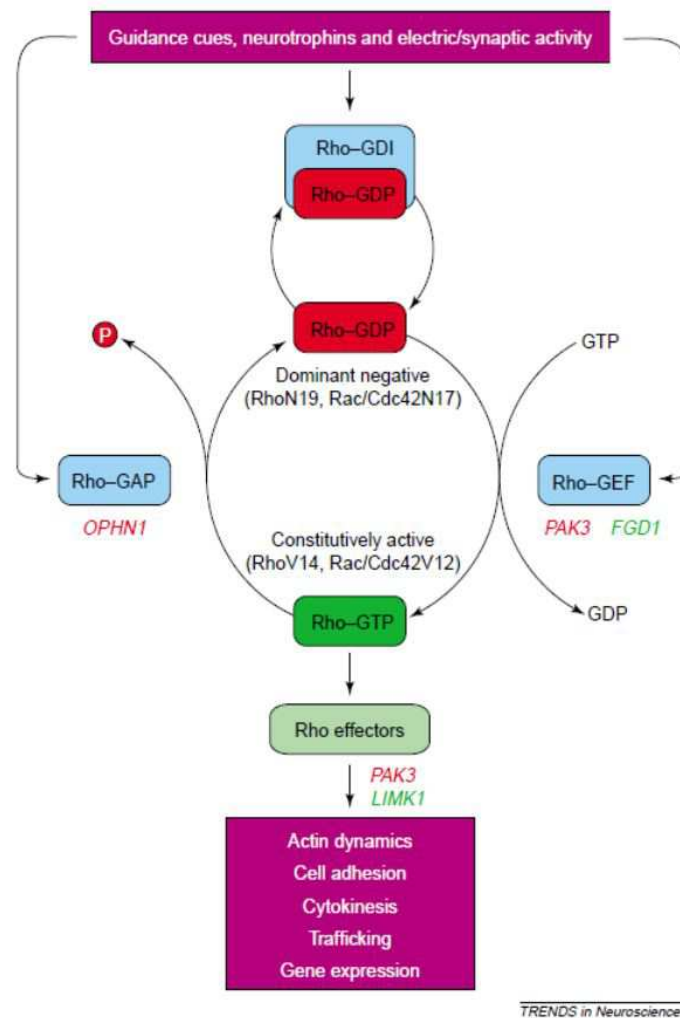 Guidance cues, neurotrophins and electric/synaptic activity
Rho–GDI
Rho–GDP
Rho–GDP
P
GTP
Dominant negative
(RhoN19, Rac/Cdc42N17)
Rho–GAP
Rho–GEF
OPHN1
PAK3 FGD1
Constitutively active
(RhoV14, Rac/Cdc42V12)
Rho–GTP
GDP
Rho effectors
PAK3
LIMK1
Actin dynamics
Cell adhesion
Cytokinesis
Trafficking
Gene expression
TRENDS in Neuroscience